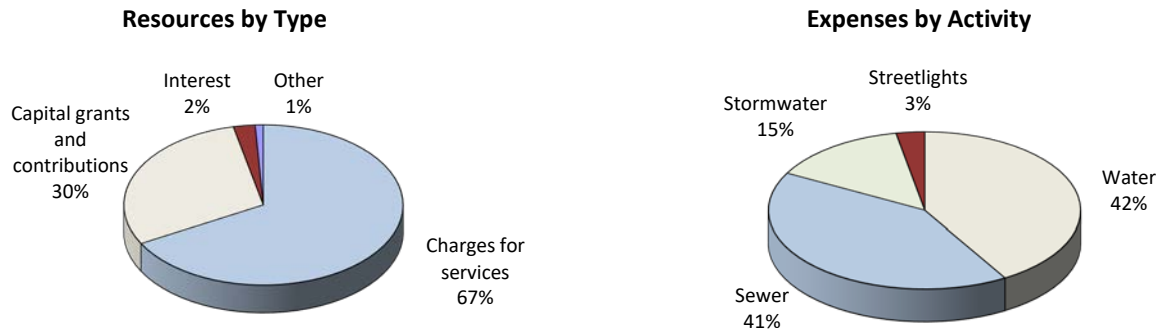 Resources by Type
Interest
2%
Other
1%
Capital grants
and
contributions
30%
Charges for
services
67%
Expenses by Activity
Streetlights
3%
Stormwater
15%
Water
42%
Sewer
41%